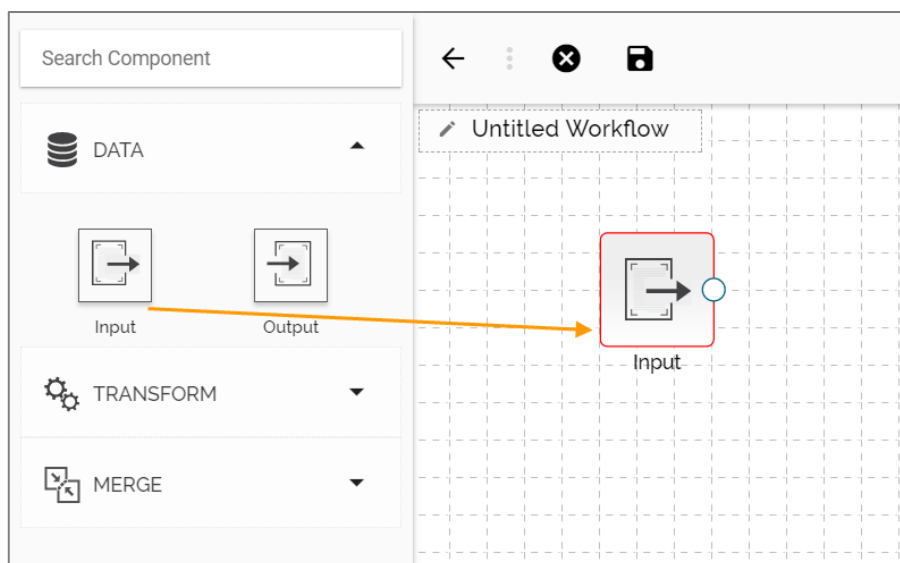 Search Component
DATA
Input
Output
TRANSFORM
MERGE
Untitled Workflow
Input